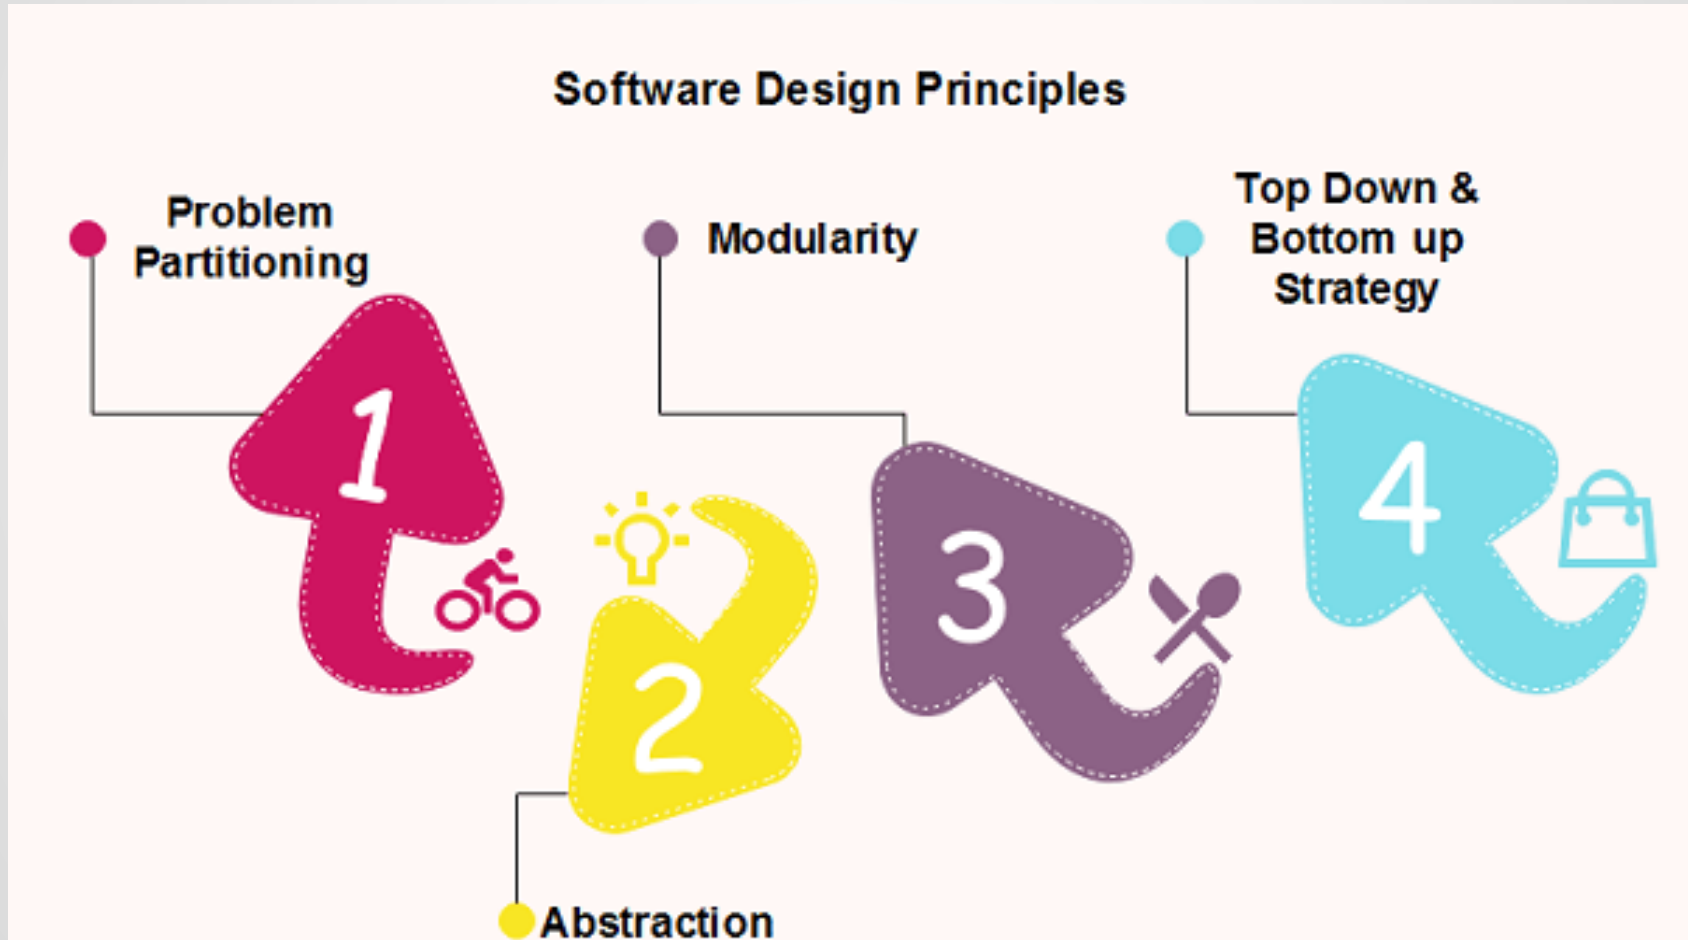 Software Design Principles
Problem
Partitioning
Modularity
Top Down &
Bottom up
Strategy
1
2
3
4
Abstraction